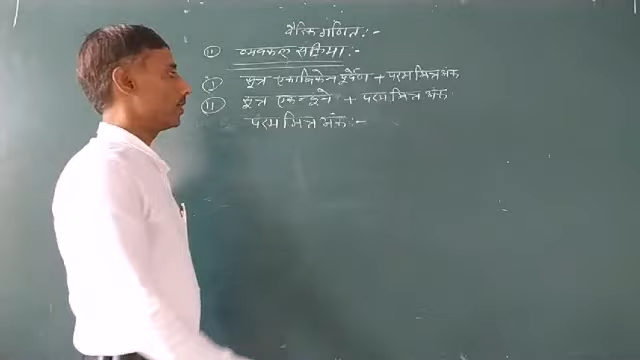 वैदिक गणित :-
(1) व्यवकलन संक्रिया :-
(i) सूत्र एकाधिकेन पूर्वेण + परम मित्र अंक
(ii) सूत्र एकन्यूनेन + परम मित्र अंक
परम मित्र अंक :-